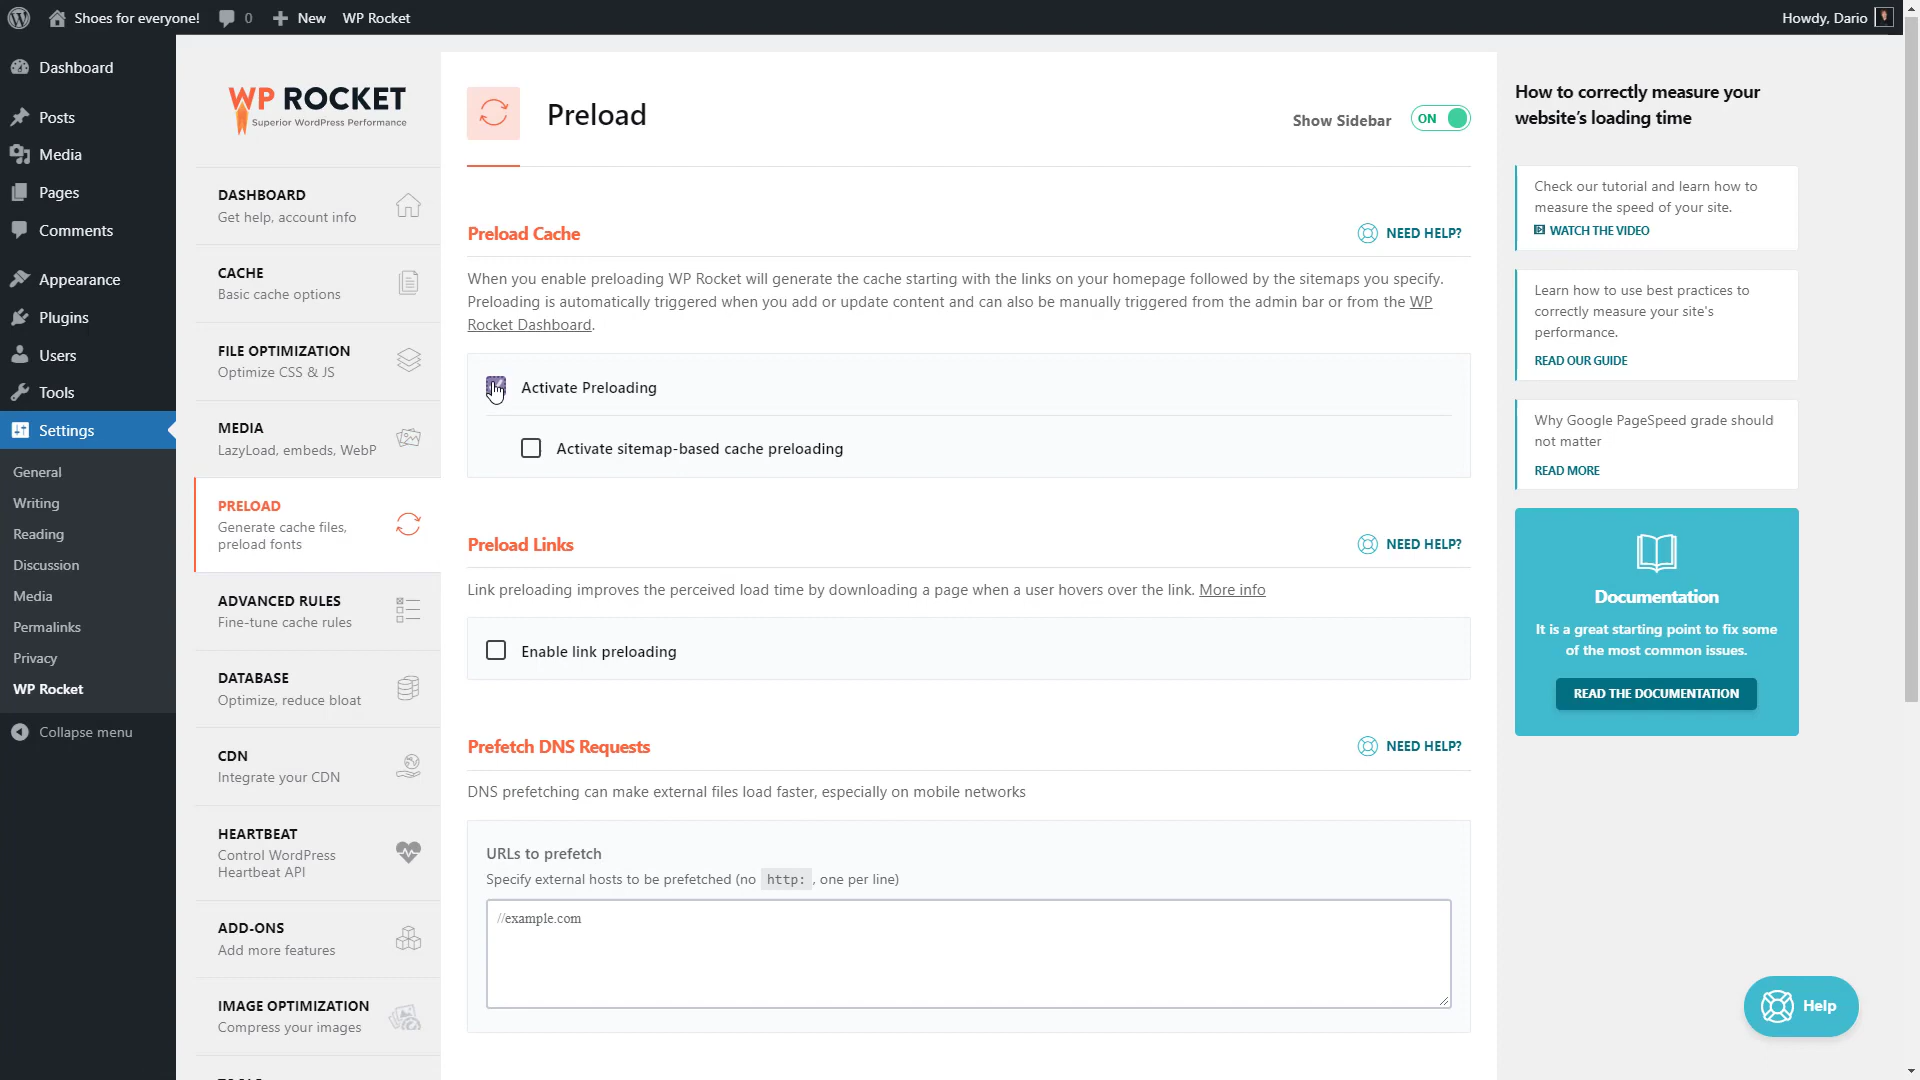 Shoes for everyone!
0
New
WP Rocket
Howdy, Dario
Dashboard
Posts
Media
Pages
Comments
Appearance
Plugins
Users
Tools
Settings
General
Writing
Reading
Discussion
Media
Permalinks
Privacy
WP Rocket
Collapse menu
WP ROCKET
Superior WordPress Performance
DASHBOARD
Get help, account info
CACHE
Basic cache options
FILE OPTIMIZATION
Optimize CSS & JS
MEDIA
LazyLoad, embeds, WebP
PRELOAD
Generate cache files,
preload fonts
ADVANCED RULES
Fine-tune cache rules
DATABASE
Optimize, reduce bloat
CDN
Integrate your CDN
HEARTBEAT
Control WordPress
Heartbeat API
ADD-ONS
Add more features
IMAGE OPTIMIZATION
Compress your images
Preload
Show Sidebar
ON
Preload Cache
NEED HELP?
When you enable preloading WP Rocket will generate the cache starting with the links on your homepage followed by the sitemaps you specify.
Preloading is automatically triggered when you add or update content and can also be manually triggered from the admin bar or from the WP
Rocket Dashboard.
Activate Preloading
Activate sitemap-based cache preloading
Preload Links
NEED HELP?
Link preloading improves the perceived load time by downloading a page when a user hovers over the link. More info
Enable link preloading
Prefetch DNS Requests
NEED HELP?
DNS prefetching can make external files load faster, especially on mobile networks
URLs to prefetch
Specify external hosts to be prefetched (no http: , one per line)
//example.com
How to correctly measure your
website's loading time
Check our tutorial and learn how to
measure the speed of your site.
WATCH THE VIDEO
Learn how to use best practices to
correctly measure your site's
performance.
READ OUR GUIDE
Why Google PageSpeed grade should
not matter
READ MORE
Documentation
It is a great starting point to fix some
of the most common issues.
READ THE DOCUMENTATION
Help